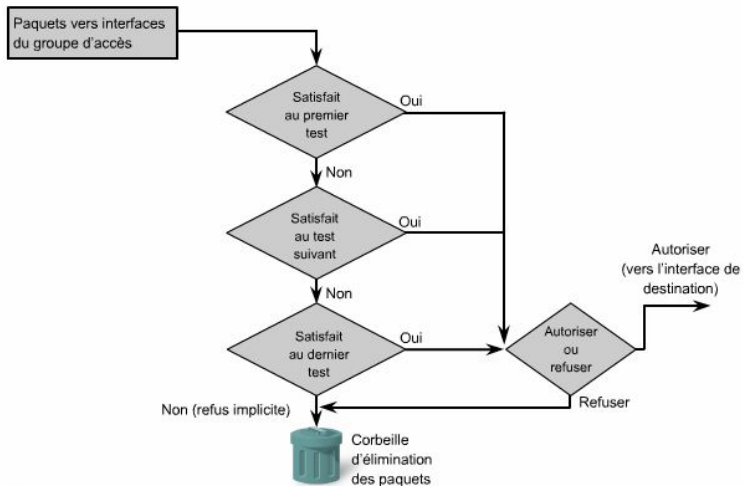 Paquets vers interfaces
du groupe d'accès
Satisfait
au premier
test
Oui
Non
Satisfait
au test
suivant
Oui
Non
Satisfait
au dernier
test
Oui
Autoriser
ou
refuser
Autoriser
(vers l'interface de
destination)
Refuser
Non (refus implicite)
Corbeille
d'élimination
des paquets